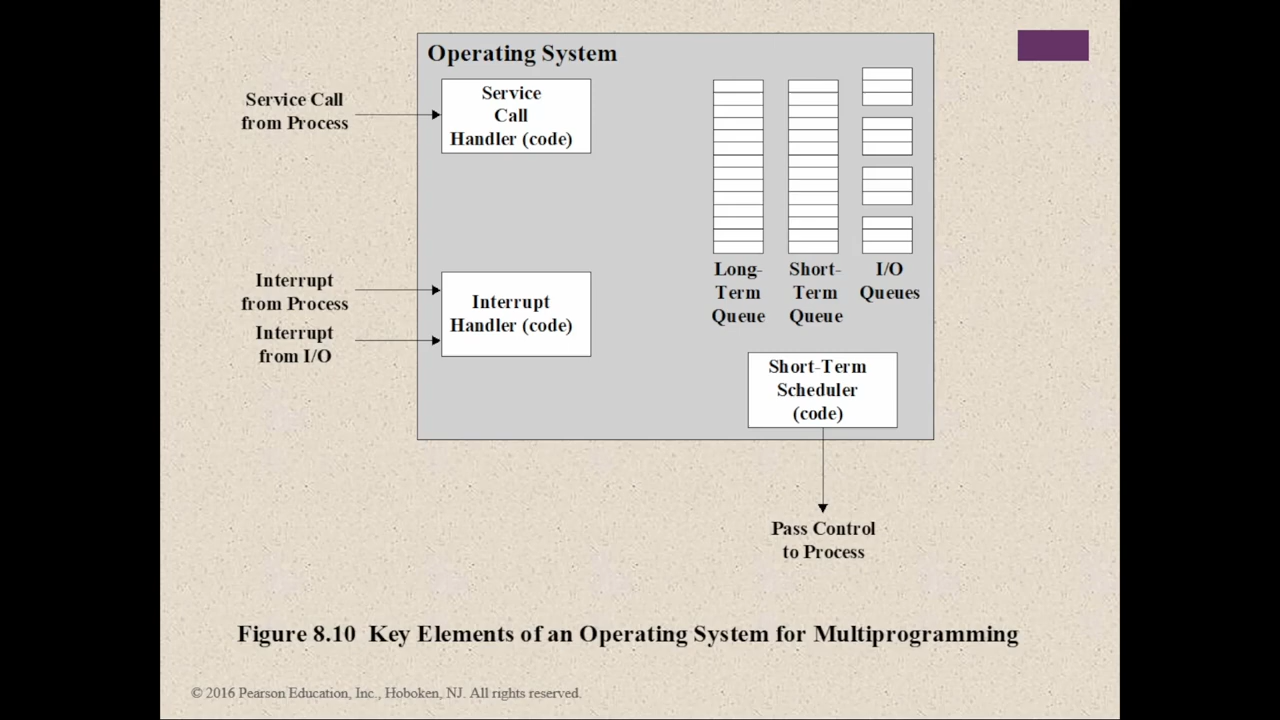 Operating System
Service Call
from Process
Service
Call
Handler (code)
Interrupt
from Process
Interrupt
from I/O
Interrupt
Handler (code)
Long-
Term
Queue
Short-
Term
Queue
I/O
Queues
Short-Term
Scheduler
(code)
Pass Control
to Process
Figure 8.10 Key Elements of an Operating System for Multiprogramming
© 2016 Pearson Education, Inc., Hoboken, NJ. All rights reserved.